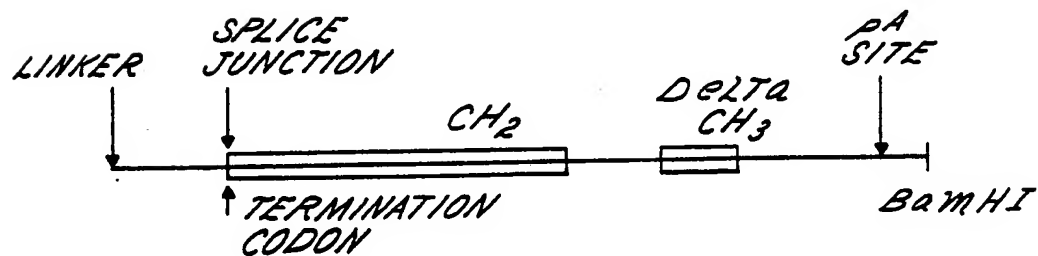 LINKER
SPLICE
JUNCTION
CH₂
DELTA
CH₃
pA
SITE
TERMINATION
CODON
BamHI